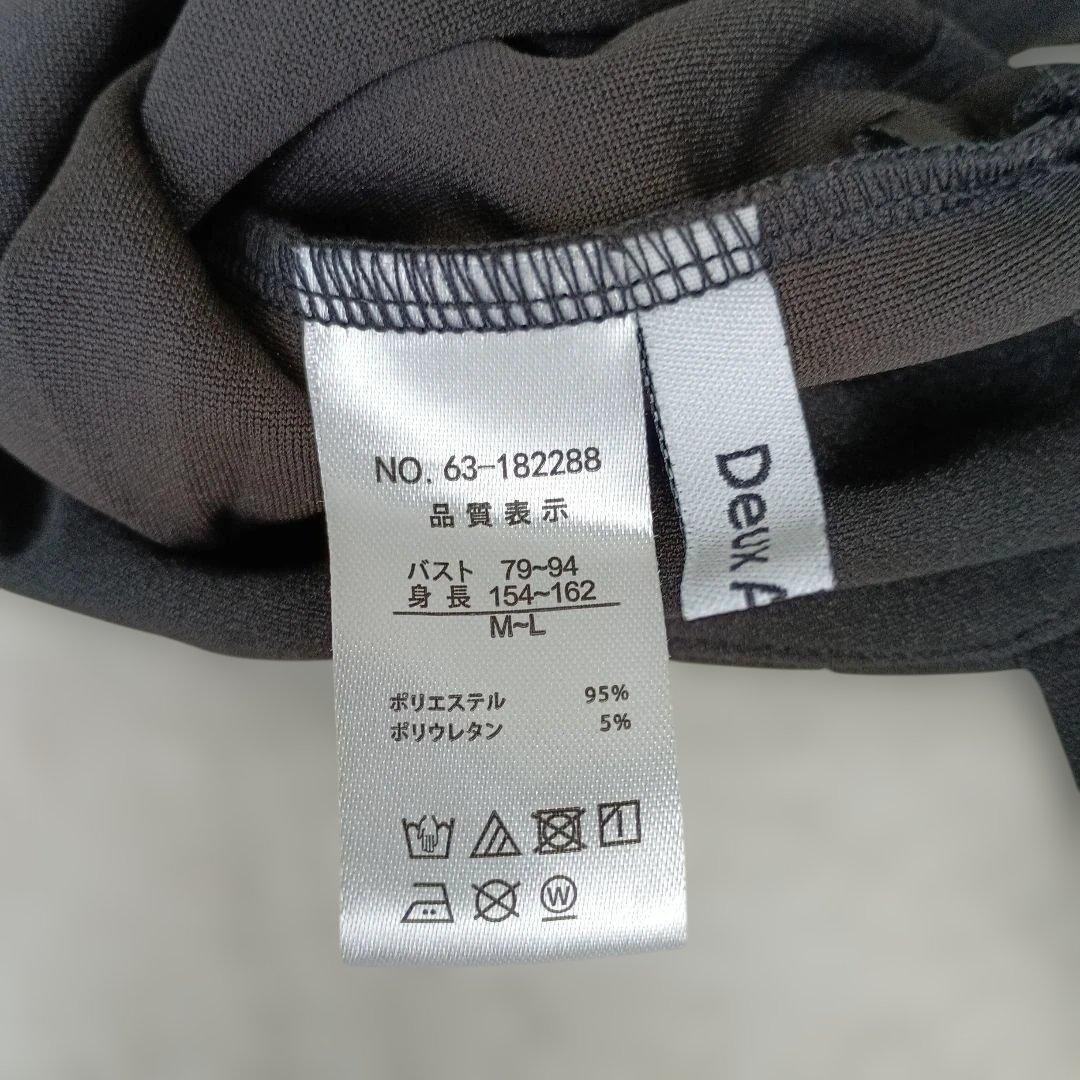 NO. 63-182288
品質表示
バスト 79~94
身長 154~162
M~L
ポリエステル 95%
ポリウレタン 5%
W
Deux A